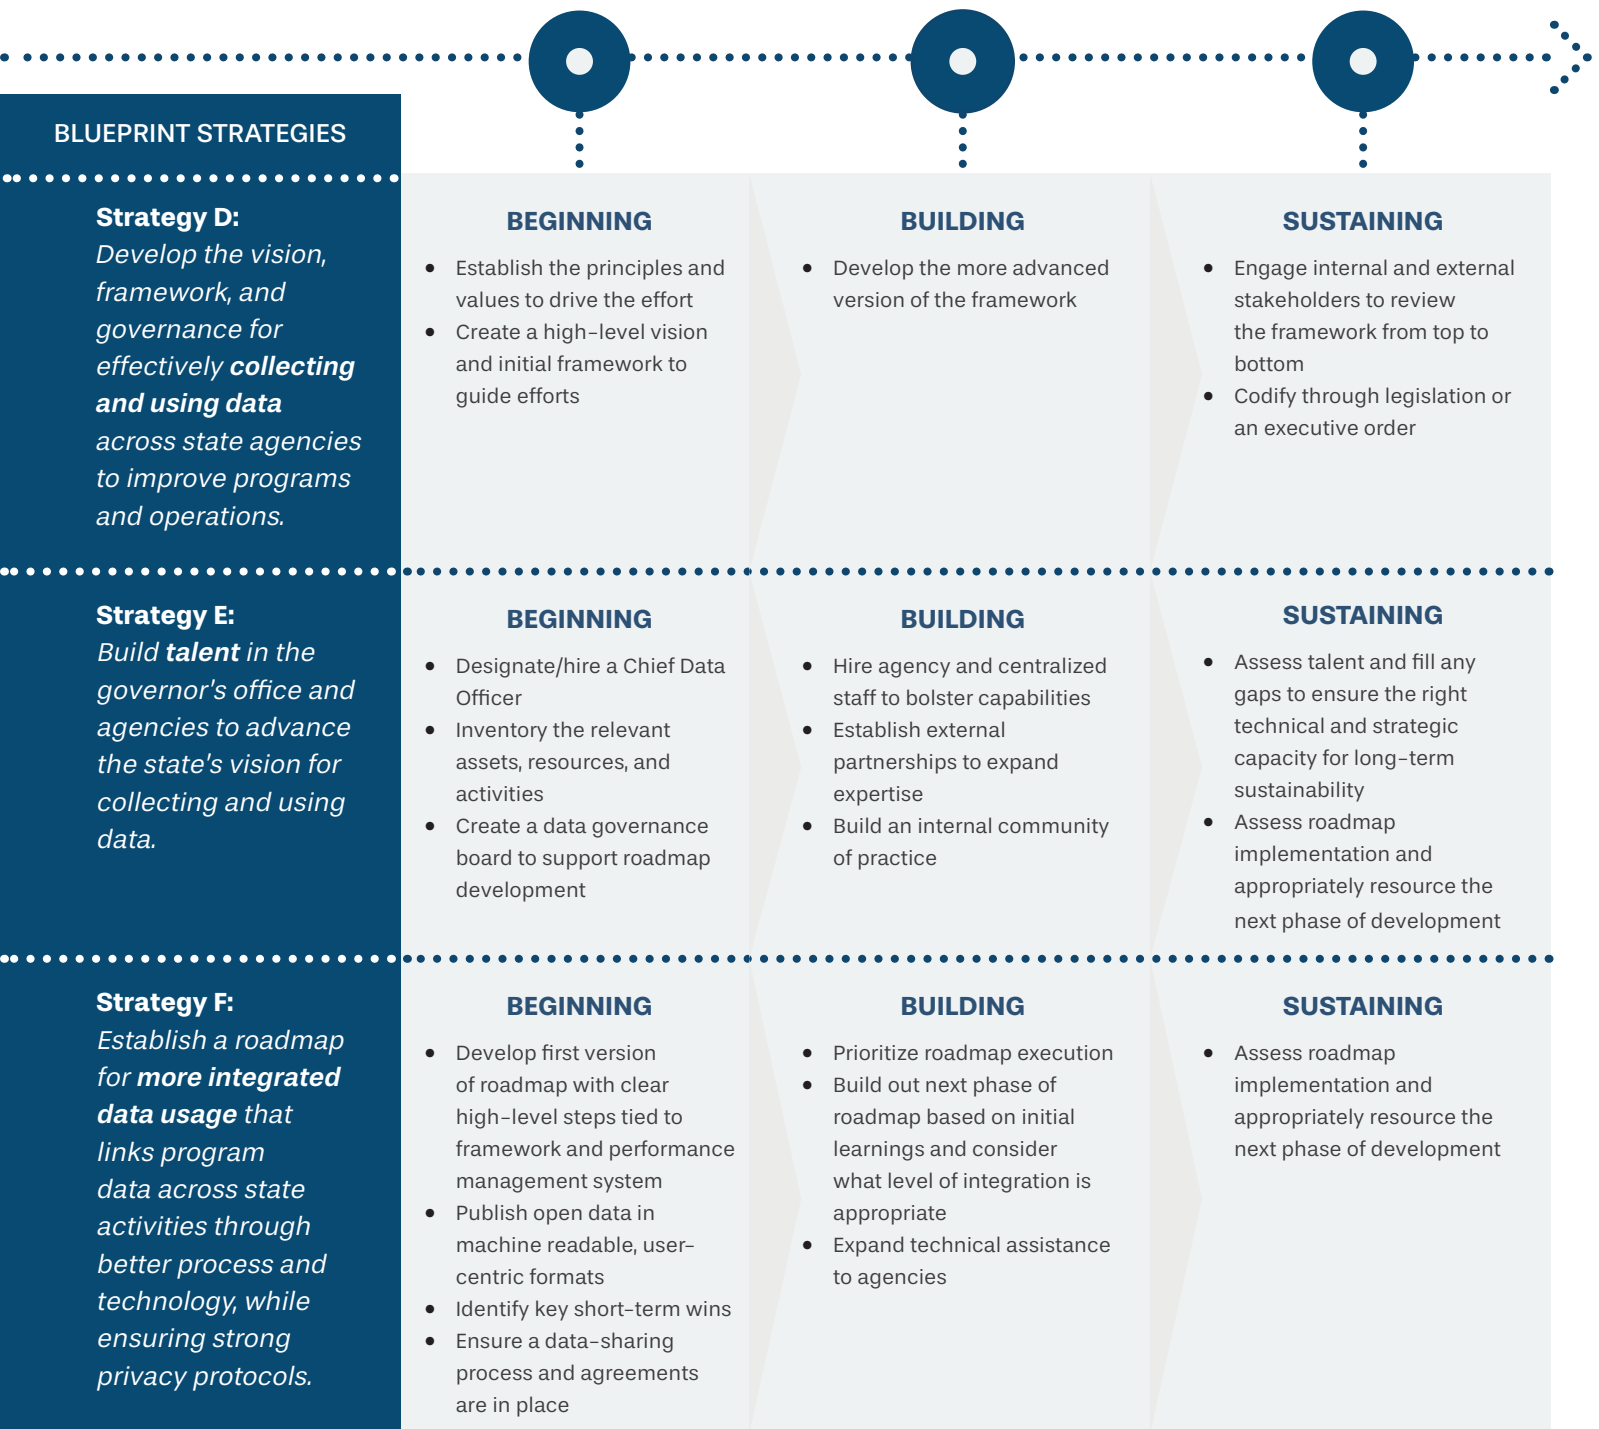 BLUEPRINT STRATEGIES
Strategy D:
Develop the vision,
framework, and
governance for
effectively collecting
and using data
across state agencies
to improve programs
and operations.
BEGINNING
● Establish the principles and
values to drive the effort
● Create a high-level vision
and initial framework to
guide efforts
BUILDING
● Develop the more advanced
version of the framework
SUSTAINING
● Engage internal and external
stakeholders to review
the framework from top to
bottom
● Codify through legislation or
an executive order
Strategy E:
Build talent in the
governor's office and
agencies to advance
the state's vision for
collecting and using
data.
BEGINNING
● Designate/hire a Chief Data
Officer
● Inventory the relevant
assets, resources, and
activities
● Create a data governance
board to support roadmap
development
BUILDING
● Hire agency and centralized
staff to bolster capabilities
● Establish external
partnerships to expand
expertise
● Build an internal community
of practice
SUSTAINING
● Assess talent and fill any
gaps to ensure the right
technical and strategic
capacity for long-term
sustainability
● Assess roadmap
implementation and
appropriately resource the
next phase of development
Strategy F:
Establish a roadmap
for more integrated
data usage that
links program
data across state
activities through
better process and
technology, while
ensuring strong
privacy protocols.
BEGINNING
● Develop first version
of roadmap with clear
high-level steps tied to
framework and performance
management system
● Publish open data in
machine readable, user-
centric formats
● Identify key short-term wins
● Ensure a data-sharing
process and agreements
are in place
BUILDING
● Prioritize roadmap execution
● Build out next phase of
roadmap based on initial
learnings and consider
what level of integration is
appropriate
● Expand technical assistance
to agencies
SUSTAINING
● Assess roadmap
implementation and
appropriately resource the
next phase of development